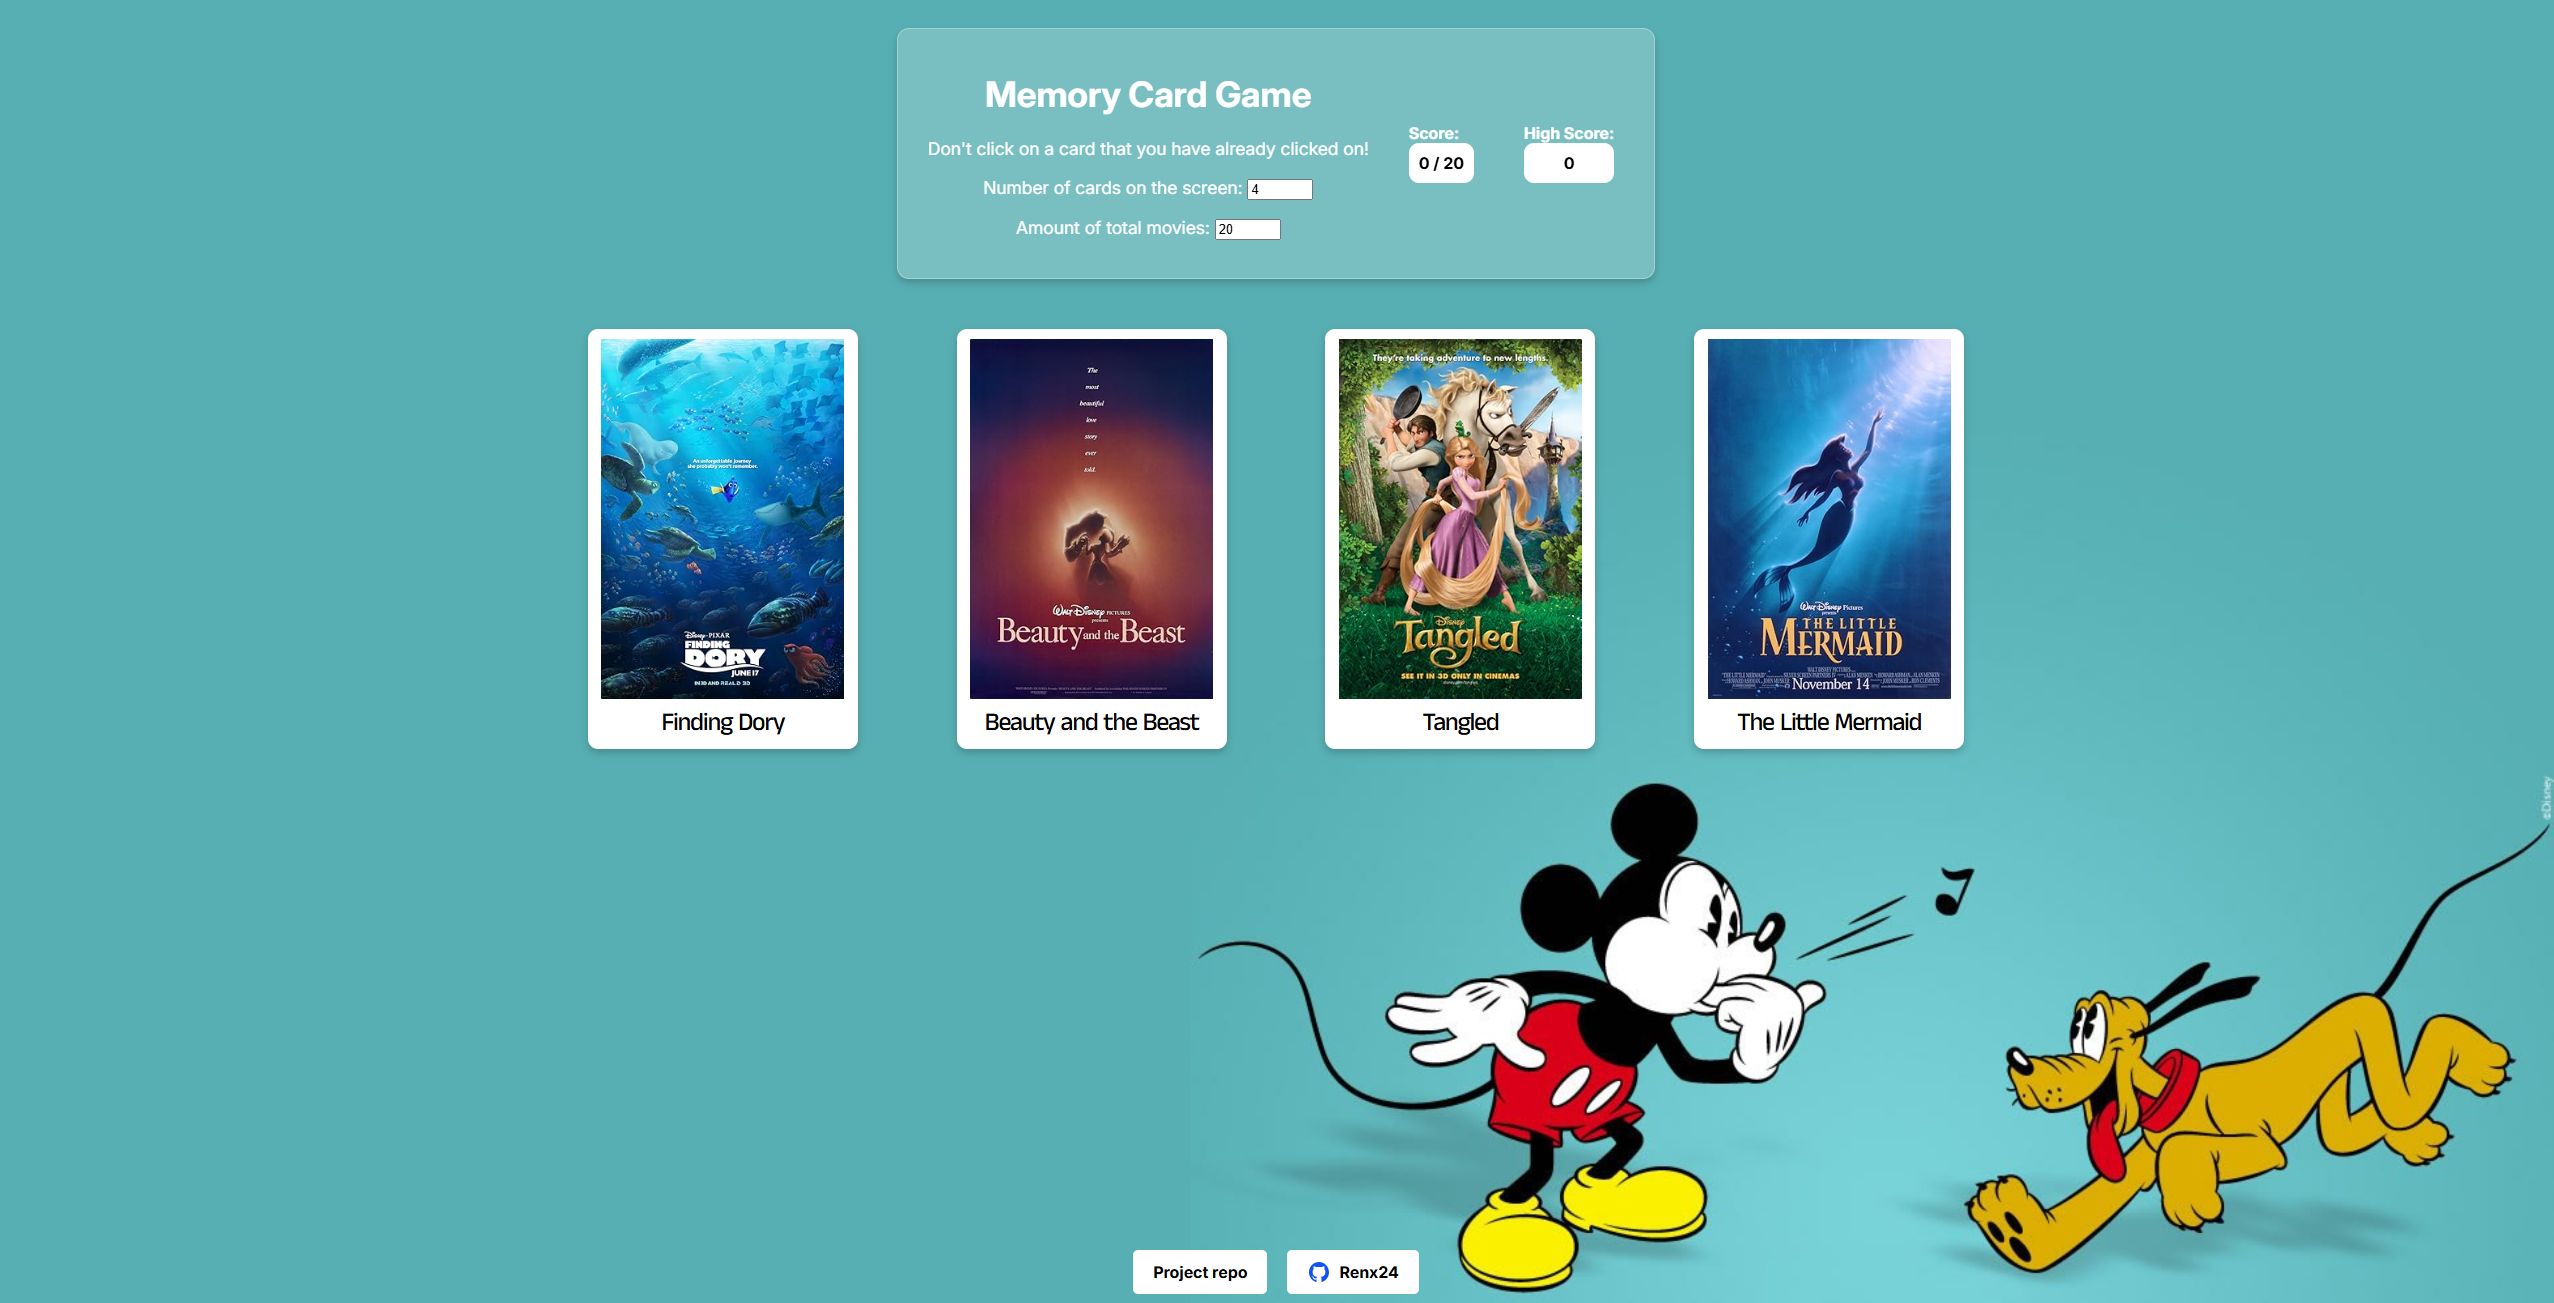 Memory Card Game
Don't click on a card that you have already clicked on!
Number of cards on the screen: 4
Amount of total movies: 20
Score:
0 / 20
High Score:
0
An unforgettable journey
she probably won't remember.
Disney·PIXAR
FINDING
DORY
JUNE 17
IN 3D AND REAL D 3D
Finding Dory
The
most
beautiful
love
story
ever
told.
Walt Disney PICTURES
presents
Beauty and the Beast
Beauty and the Beast
They're taking adventure to new lengths.
Disney
Tangled
SEE IT IN 3D ONLY IN CINEMAS
Tangled
Walt Disney Pictures
presents
THE LITTLE
MERMAID
November 14
The Little Mermaid
©Disney
Project repo
Renx24